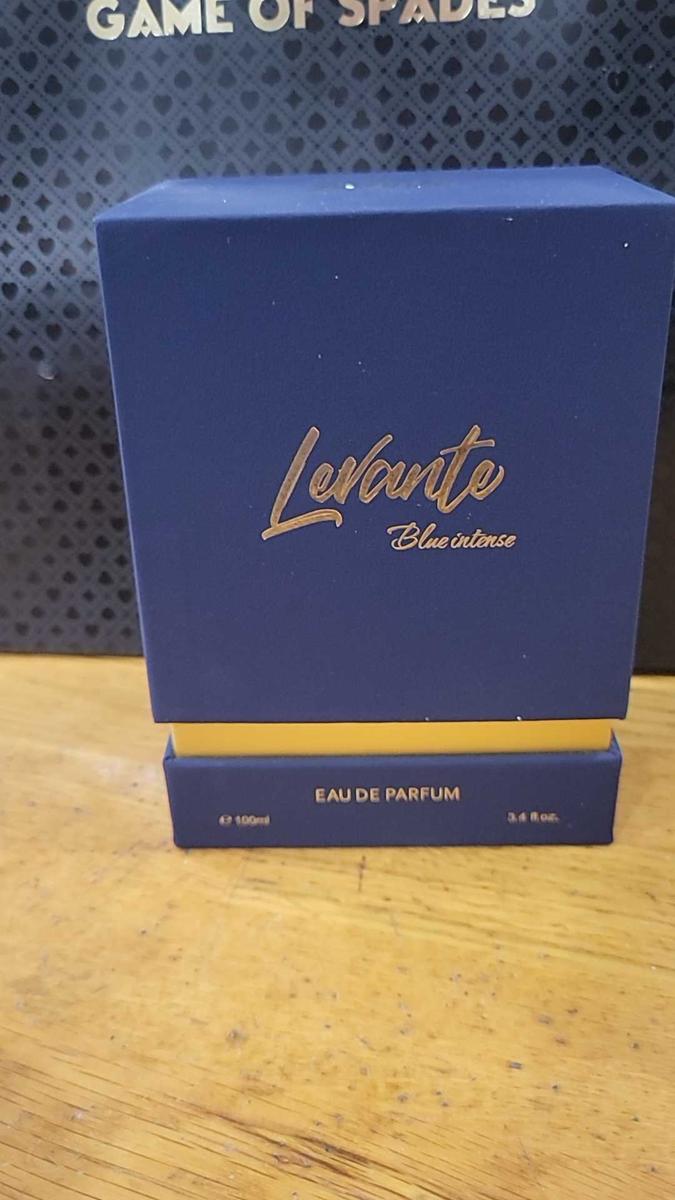 GAME OF SPADES
Levante
Blue intense
EAU DE PARFUM
℮ 100ml 3.4 fl.oz.